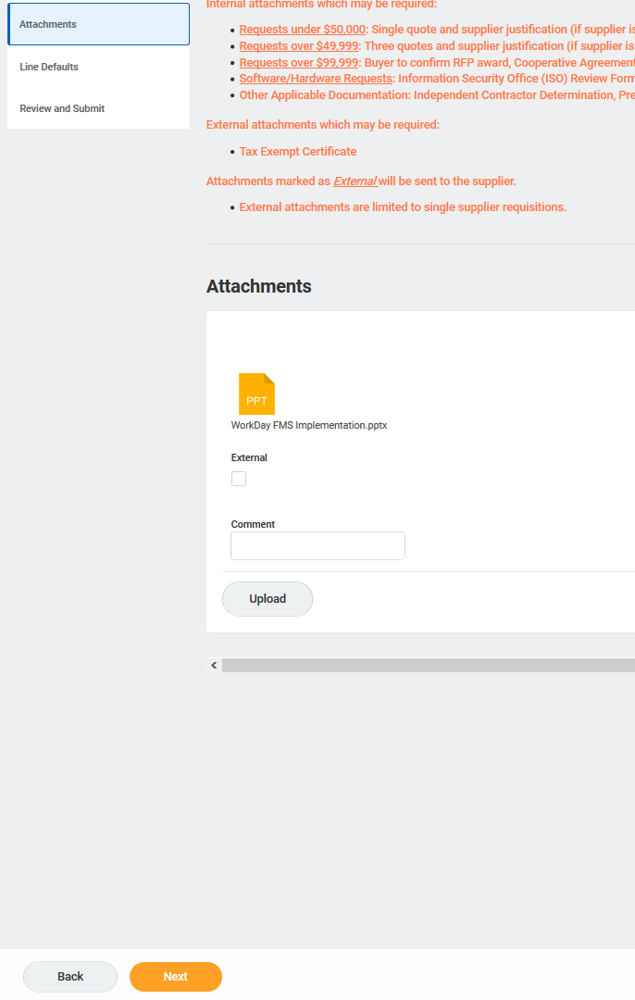 Attachments
Line Defaults
Review and Submit
Internal attachments which may be required:
Requests under $50,000: Single quote and supplier justification (if supplier is
Requests over $49,999: Three quotes and supplier justification (if supplier is
Requests over $99,999: Buyer to confirm RFP award, Cooperative Agreement
Software/Hardware Requests: Information Security Office (ISO) Review Form
Other Applicable Documentation: Independent Contractor Determination, Pre
External attachments which may be required:
Tax Exempt Certificate
Attachments marked as External will be sent to the supplier.
External attachments are limited to single supplier requisitions.
Attachments
PPT
WorkDay FMS Implementation.pptx
External
Comment
Upload
Back
Next